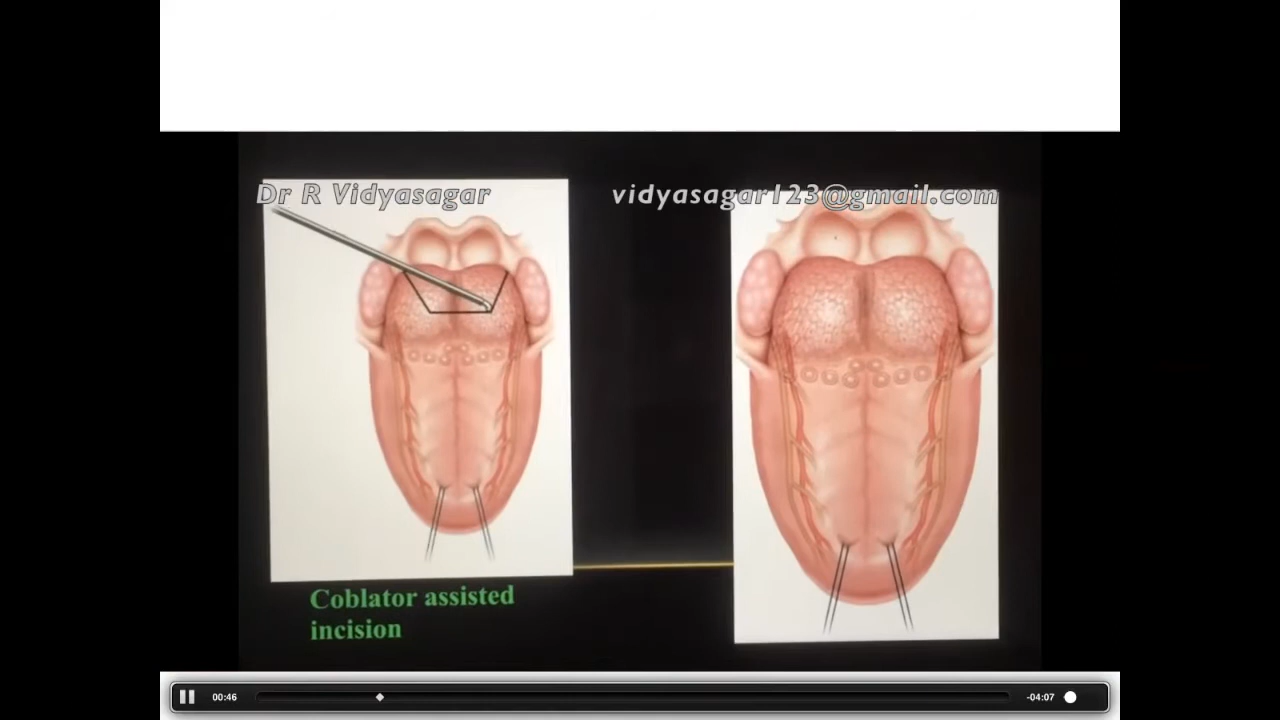 Dr R Vidyasagar
vidyasagar123@gmail.com
Coblator assisted
incision
00:46
-04:07